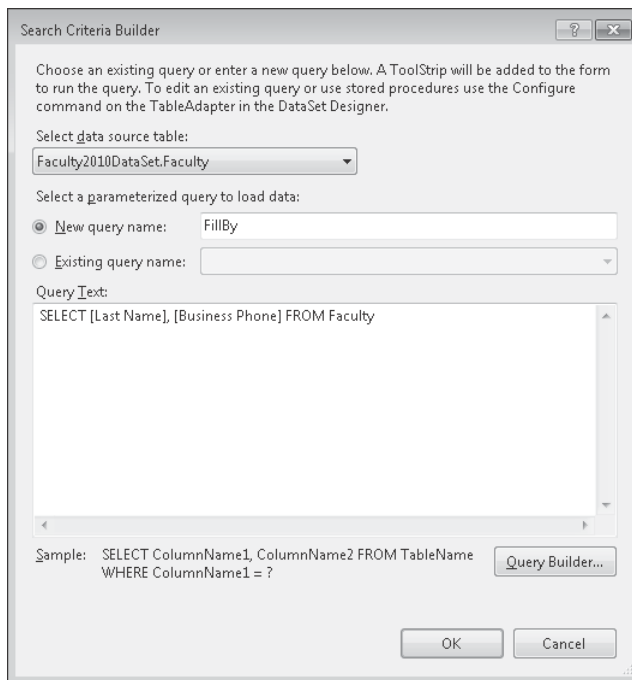 Search Criteria Builder
Choose an existing query or enter a new query below. A ToolStrip will be added to the form
to run the query. To edit an existing query or use stored procedures use the Configure
command on the TableAdapter in the DataSet Designer.
Select data source table:
Faculty2010DataSet.Faculty
Select a parameterized query to load data:
New query name: FillBy
Existing query name:
Query Text:
SELECT [Last Name], [Business Phone] FROM Faculty
Sample: SELECT ColumnName1, ColumnName2 FROM TableName
WHERE ColumnName1 = ?
Query Builder...
OK Cancel